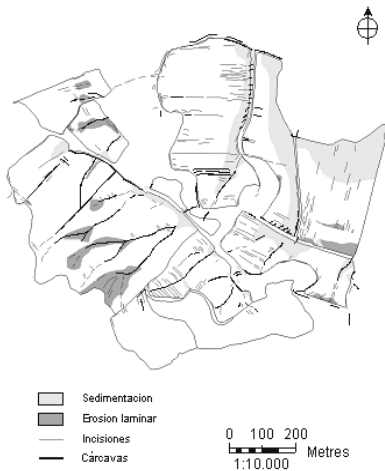 Sedimentacion
Erosion laminar
Incisiones
Cárcavas
0 100 200
Metres
1:10.000